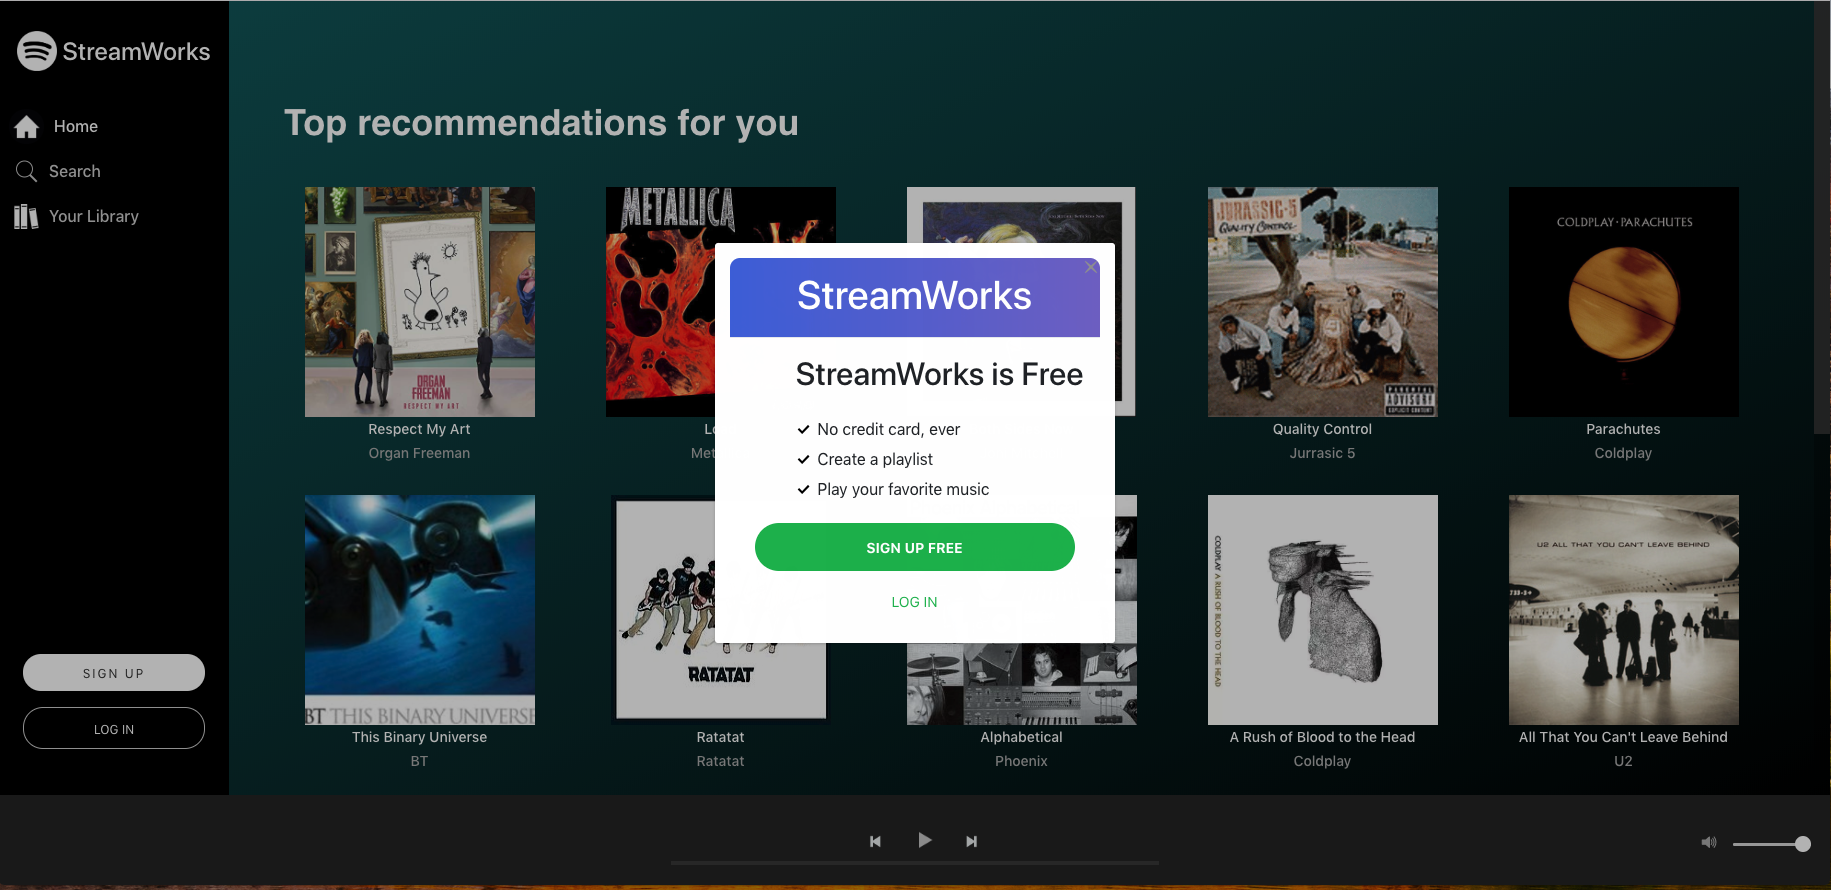 StreamWorks
Home
Search
Your Library
SIGN UP
LOG IN
Top recommendations for you
ORGAN
FREEMAN
RESPECT MY ART
Respect My Art
Organ Freeman
METALLICA
Lo
Met
JURASSIC-5
QUALITY CONTROL
PARENTAL
ADVISORY
EXPLICIT CONTENT
Quality Control
Jurrasic 5
COLDPLAY·PARACHUTES
Parachutes
Coldplay
StreamWorks
StreamWorks is Free
No credit card, ever
Create a playlist
Play your favorite music
SIGN UP FREE
LOG IN
BT THIS BINARY UNIVERSE
This Binary Universe
BT
RATATAT
Ratatat
Ratatat
Alphabetical
Phoenix
COLDPLAY A RUSH OF BLOOD TO THE HEAD
A Rush of Blood to the Head
Coldplay
U2 ALL THAT YOU CAN'T LEAVE BEHIND
All That You Can't Leave Behind
U2